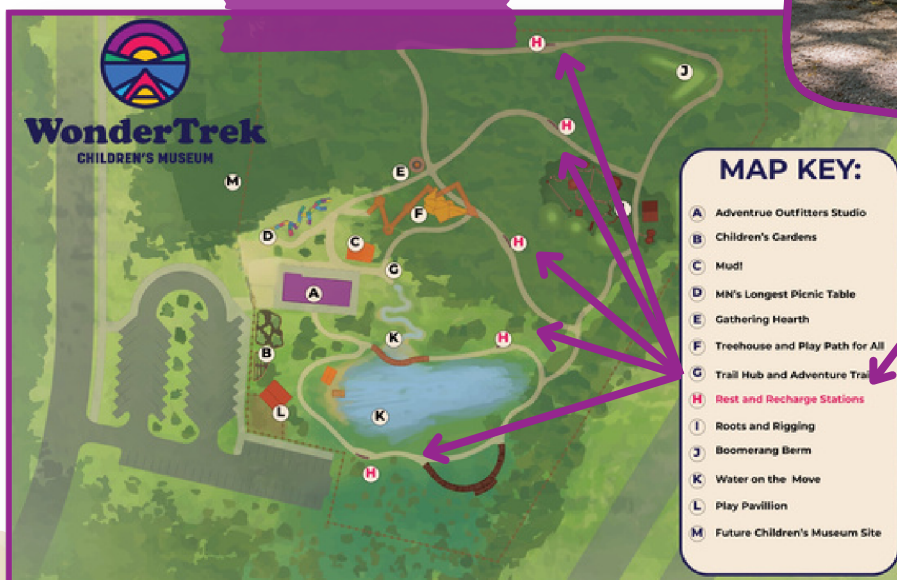 WonderTrek
CHILDREN'S MUSEUM
H
J
H
M
E
F
I
D
C
H
G
A
K
H
B
K
L
H
MAP KEY:
A Adventrue Outfitters Studio
B Children's Gardens
C Mud!
D MN's Longest Picnic Table
E Gathering Hearth
F Treehouse and Play Path for All
G Trail Hub and Adventure Trail
H Rest and Recharge Stations
I Roots and Rigging
J Boomerang Berm
K Water on the Move
L Play Pavillion
M Future Children's Museum Site